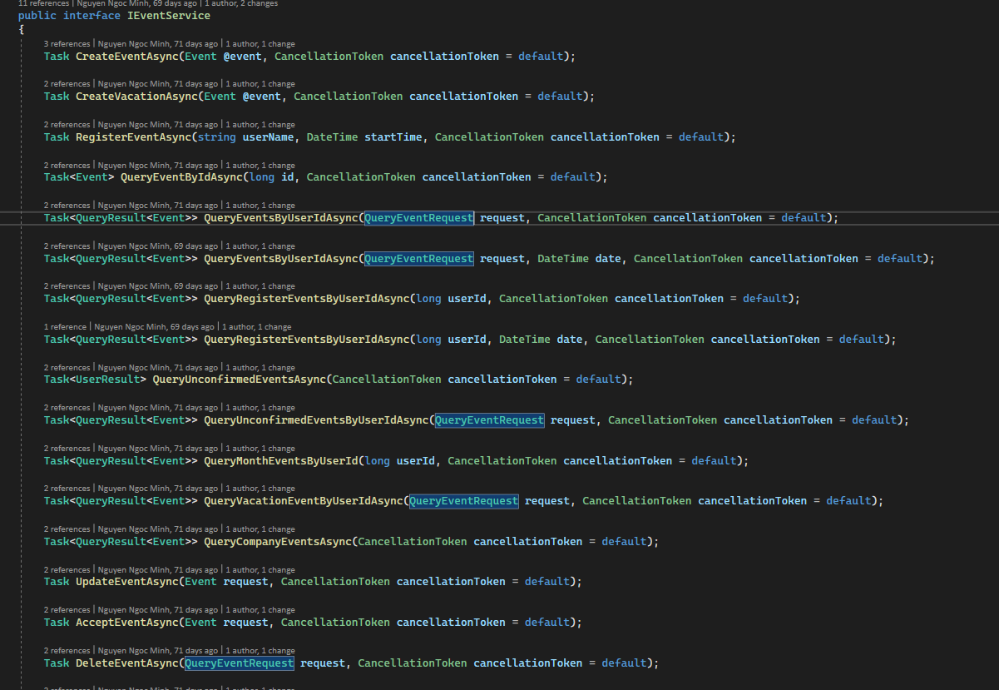 11 references | Nguyen Ngoc Minh, 69 days ago | 1 author, 2 changes
public interface IEventService
{
3 references | Nguyen Ngoc Minh, 71 days ago | 1 author, 1 change
Task CreateEventAsync(Event @event, CancellationToken cancellationToken = default);
2 references | Nguyen Ngoc Minh, 71 days ago | 1 author, 1 change
Task CreateVacationAsync(Event @event, CancellationToken cancellationToken = default);
2 references | Nguyen Ngoc Minh, 71 days ago | 1 author, 1 change
Task RegisterEventAsync(string userName, DateTime startTime, CancellationToken cancellationToken = default);
2 references | Nguyen Ngoc Minh, 71 days ago | 1 author, 1 change
Task<Event> QueryEventByIdAsync(long id, CancellationToken cancellationToken = default);
2 references | Nguyen Ngoc Minh, 71 days ago | 1 author, 1 change
Task<QueryResult<Event>> QueryEventsByUserIdAsync(QueryEventRequest request, CancellationToken cancellationToken = default);
2 references | Nguyen Ngoc Minh, 69 days ago | 1 author, 1 change
Task<QueryResult<Event>> QueryEventsByUserIdAsync(QueryEventRequest request, DateTime date, CancellationToken cancellationToken = default);
2 references | Nguyen Ngoc Minh, 69 days ago | 1 author, 1 change
Task<QueryResult<Event>> QueryRegisterEventsByUserIdAsync(long userId, CancellationToken cancellationToken = default);
1 reference | Nguyen Ngoc Minh, 69 days ago | 1 author, 1 change
Task<QueryResult<Event>> QueryRegisterEventsByUserIdAsync(long userId, DateTime date, CancellationToken cancellationToken = default);
2 references | Nguyen Ngoc Minh, 71 days ago | 1 author, 1 change
Task<UserResult> QueryUnconfirmedEventsAsync(CancellationToken cancellationToken = default);
2 references | Nguyen Ngoc Minh, 71 days ago | 1 author, 1 change
Task<QueryResult<Event>> QueryUnconfirmedEventsByUserIdAsync(QueryEventRequest request, CancellationToken cancellationToken = default);
2 references | Nguyen Ngoc Minh, 71 days ago | 1 author, 1 change
Task<QueryResult<Event>> QueryMonthEventsByUserId(long userId, CancellationToken cancellationToken = default);
2 references | Nguyen Ngoc Minh, 71 days ago | 1 author, 1 change
Task<QueryResult<Event>> QueryVacationEventByUserIdAsync(QueryEventRequest request, CancellationToken cancellationToken = default);
2 references | Nguyen Ngoc Minh, 71 days ago | 1 author, 1 change
Task<QueryResult<Event>> QueryCompanyEventsAsync(CancellationToken cancellationToken = default);
2 references | Nguyen Ngoc Minh, 71 days ago | 1 author, 1 change
Task UpdateEventAsync(Event request, CancellationToken cancellationToken = default);
2 references | Nguyen Ngoc Minh, 71 days ago | 1 author, 1 change
Task AcceptEventAsync(Event request, CancellationToken cancellationToken = default);
2 references | Nguyen Ngoc Minh, 71 days ago | 1 author, 1 change
Task DeleteEventAsync(QueryEventRequest request, CancellationToken cancellationToken = default);